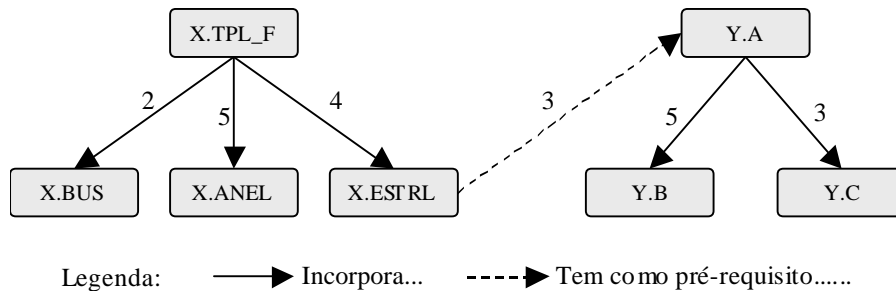 X.TPL_F
Y.A
2
5
4
3
5
3
X.BUS
X.ANEL
X.ESTRL
Y.B
Y.C
Legenda:
Incorpora...
Tem como pré-requisito......